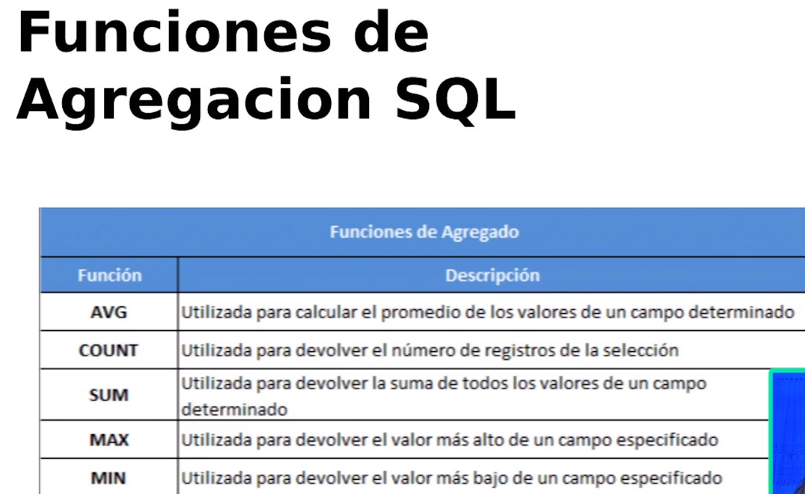 Funciones de
Agregacion SQL
Funciones de Agregado
Función Descripción
AVG Utilizada para calcular el promedio de los valores de un campo determinado
COUNT Utilizada para devolver el número de registros de la selección
SUM Utilizada para devolver la suma de todos los valores de un campo
determinado
MAX Utilizada para devolver el valor más alto de un campo especificado
MIN Utilizada para devolver el valor más bajo de un campo especificado